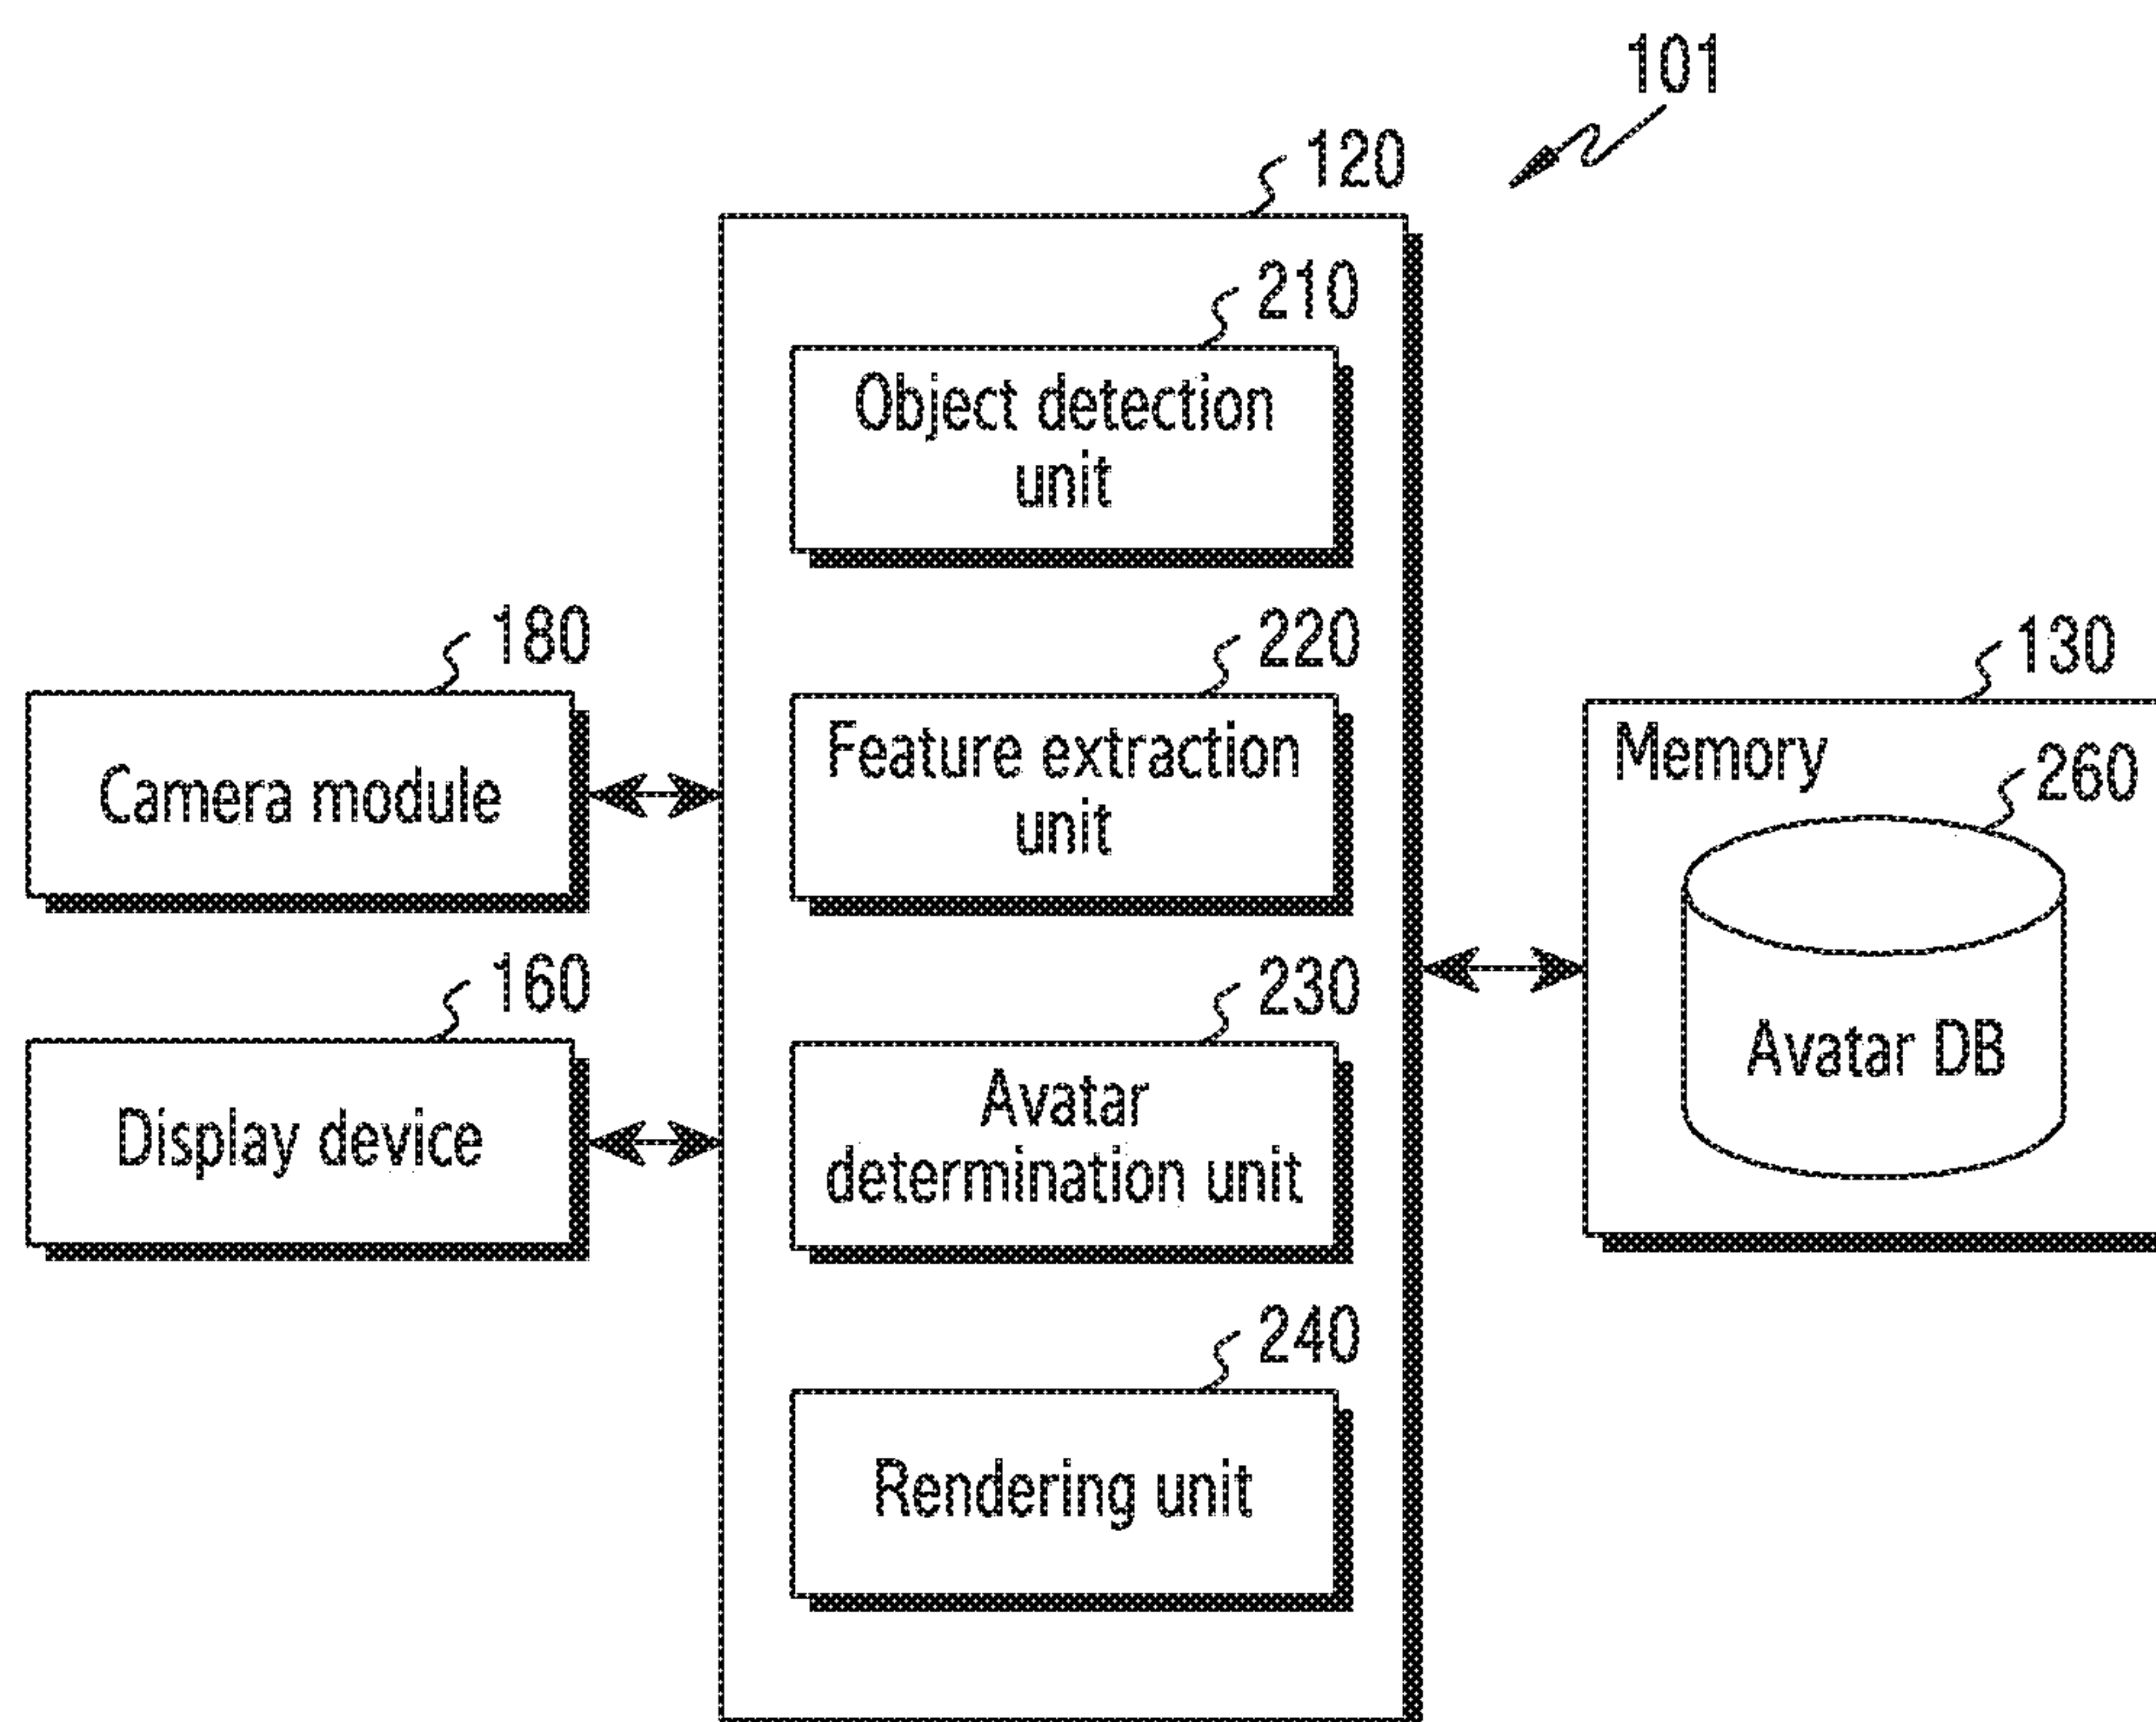 101
120
210
Object detection
unit
180
Camera module
220
Feature extraction
unit
130
Memory
260
Avatar DB
160
Display device
230
Avatar
determination unit
240
Rendering unit